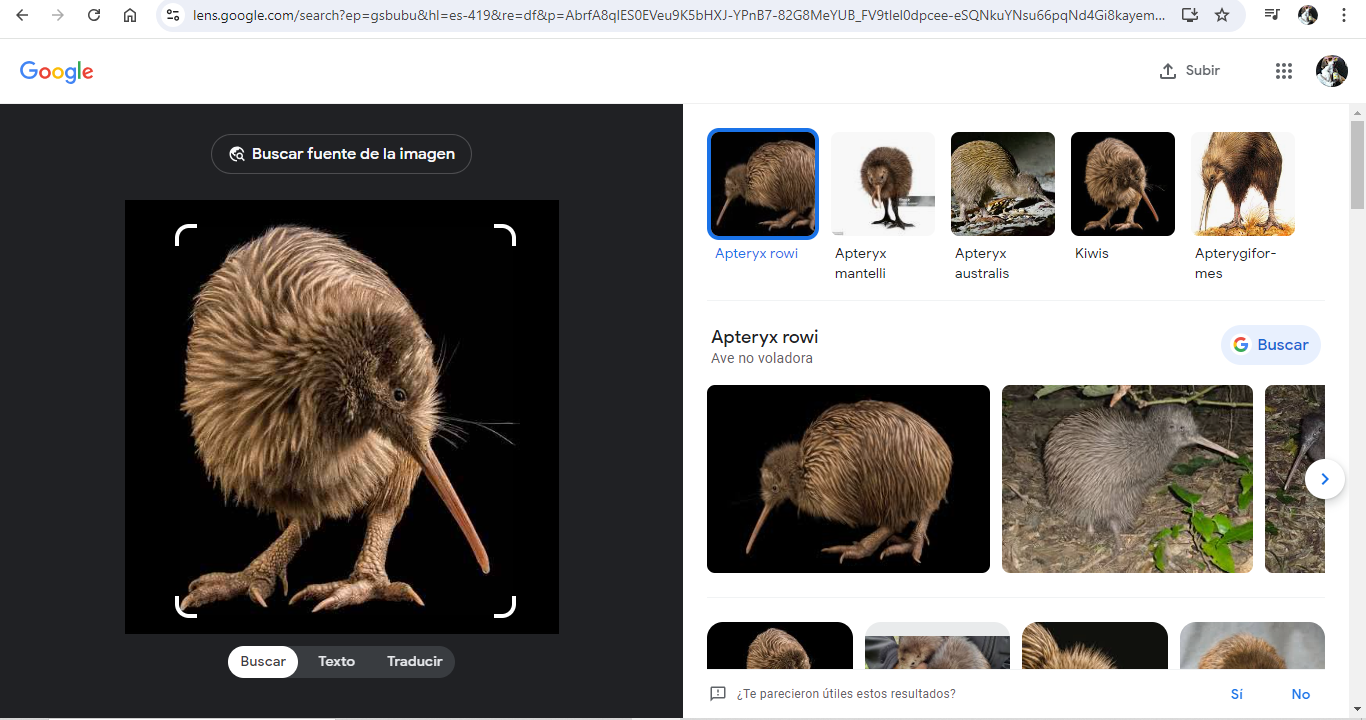 lens.google.com/search?ep=gsbubu&hl=es-419&re=df&p=AbrfA8qIES0EVeu9K5bHXJ-YPnB7-82G8MeYUB_FV9tIeI0dpcee-eSQNkuYNsu66pqNd4Gi8kayem...
Google
Subir
Buscar fuente de la imagen
Apteryx rowi
Apteryx
mantelli
Apteryx
australis
Kiwis
Apterygifor-
mes
Apteryx rowi
Ave no voladora
Buscar
Buscar
Texto
Traducir
¿Te parecieron útiles estos resultados?
Sí
No